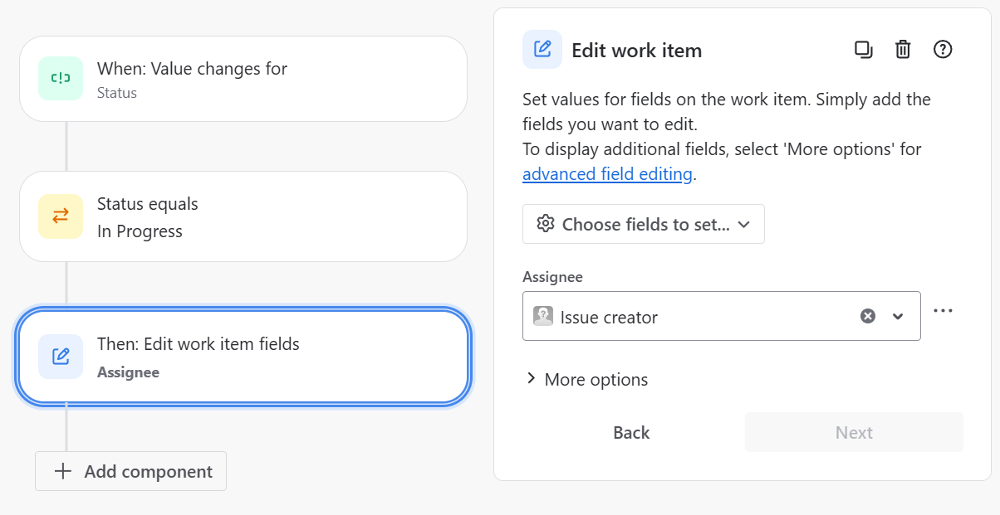 When: Value changes for
Status
Status equals
In Progress
Then: Edit work item fields
Assignee
Add component
Edit work item
Set values for fields on the work item. Simply add the
fields you want to edit.
To display additional fields, select 'More options' for
advanced field editing.
Choose fields to set...
Assignee
Issue creator
More options
Back
Next